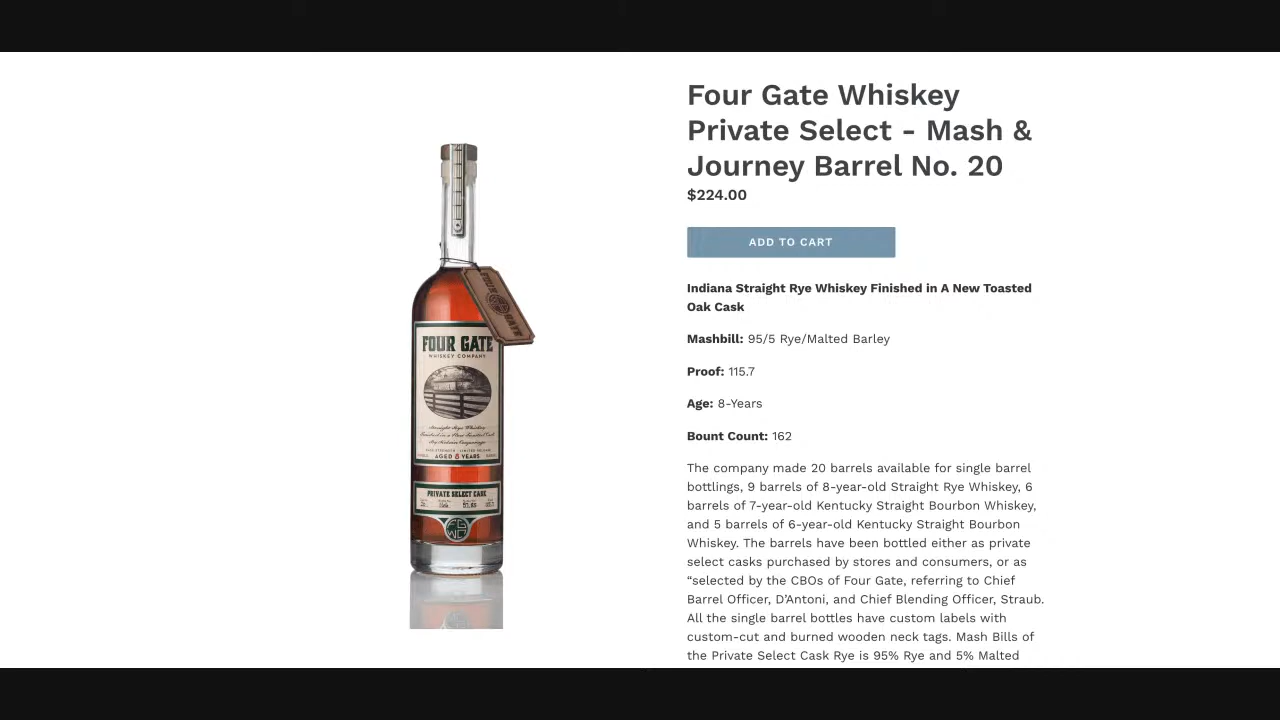 Four Gate Whiskey
Private Select - Mash &
Journey Barrel No. 20
$224.00
ADD TO CART
Indiana Straight Rye Whiskey Finished in A New Toasted
Oak Cask
Mashbill: 95/5 Rye/Malted Barley
Proof: 115.7
Age: 8-Years
Bount Count: 162
The company made 20 barrels available for single barrel
bottlings, 9 barrels of 8-year-old Straight Rye Whiskey, 6
barrels of 7-year-old Kentucky Straight Bourbon Whiskey,
and 5 barrels of 6-year-old Kentucky Straight Bourbon
Whiskey. The barrels have been bottled either as private
select casks purchased by stores and consumers, or as
“selected by the CBOs of Four Gate, referring to Chief
Barrel Officer, D’Antoni, and Chief Blending Officer, Straub.
All the single barrel bottles have custom labels with
custom-cut and burned wooden neck tags. Mash Bills of
the Private Select Cask Rye is 95% Rye and 5% Malted
FOUR GATE
FOUR GATE
WHISKEY COMPANY
Straight Rye Whiskey
AGED 8 YEARS
PRIVATE SELECT CASK
FG
WC